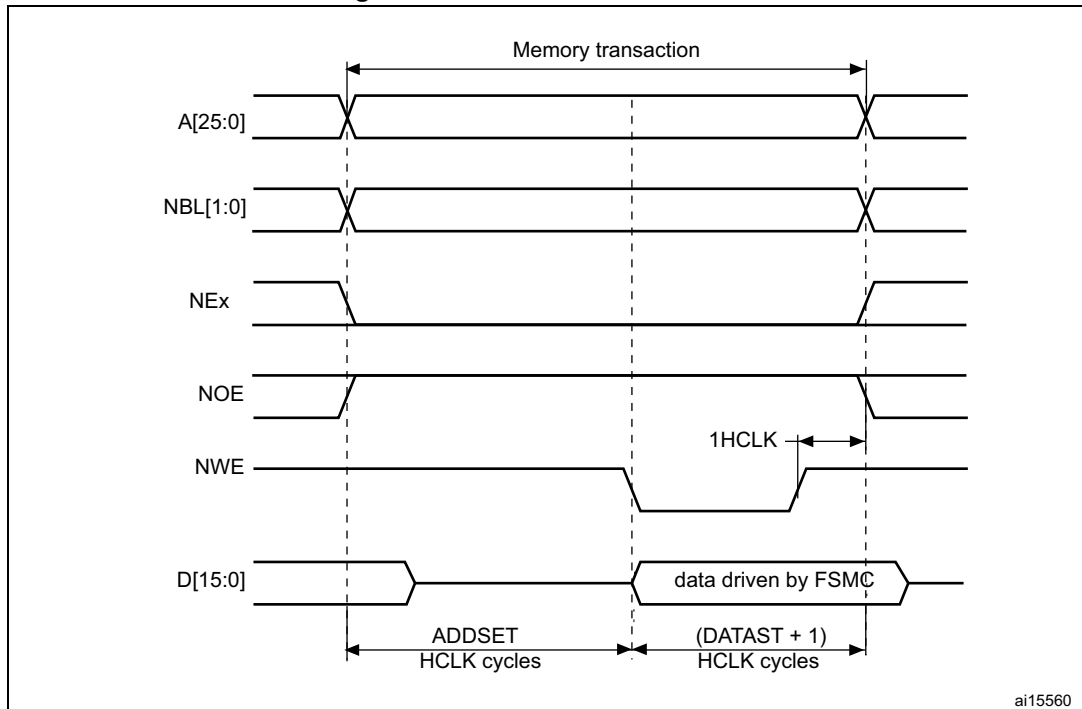 Memory transaction
A[25:0]
NBL[1:0]
NEx
NOE
1HCLK
NWE
D[15:0]
data driven by FSMC
ADDSET
HCLK cycles
(DATAST + 1)
HCLK cycles
ai15560